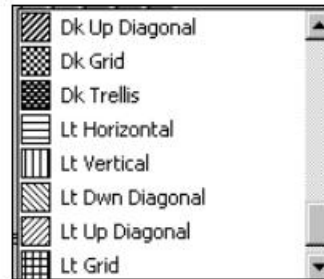 Dk Up Diagonal
Dk Grid
Dk Trellis
Lt Horizontal
Lt Vertical
Lt Dwn Diagonal
Lt Up Diagonal
Lt Grid